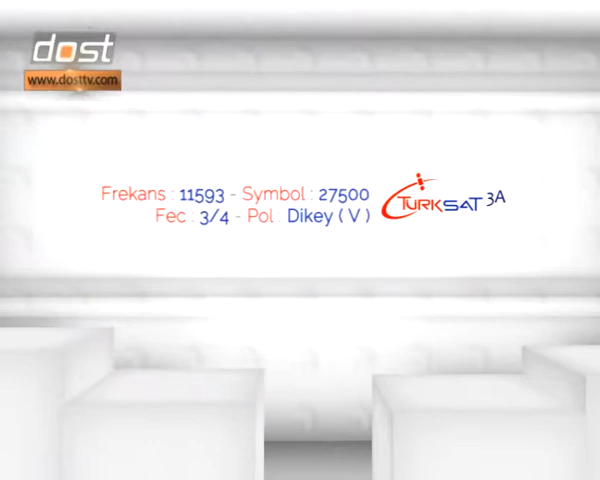 dost
www.dosttv.com
Frekans : 11593 - Symbol : 27500
Fec : 3/4 - Pol : Dikey ( V )
TURKSAT 3A